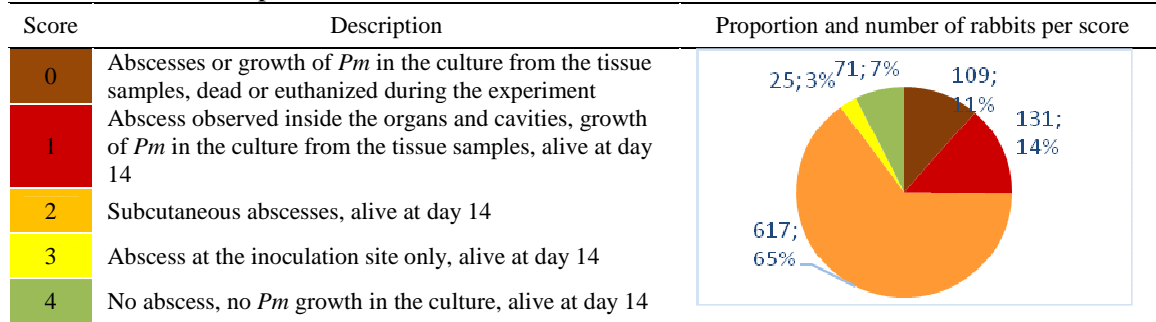 Score Description Proportion and number of rabbits per score
0
Abscesses or growth of Pm in the culture from the tissue
samples, dead or euthanized during the experiment
1
Abscess observed inside the organs and cavities, growth
of Pm in the culture from the tissue samples, alive at day
14
2 Subcutaneous abscesses, alive at day 14
3 Abscess at the inoculation site only, alive at day 14
4 No abscess, no Pm growth in the culture, alive at day 14
25; 3%
71; 7%
109;
11%
131;
14%
617;
65%